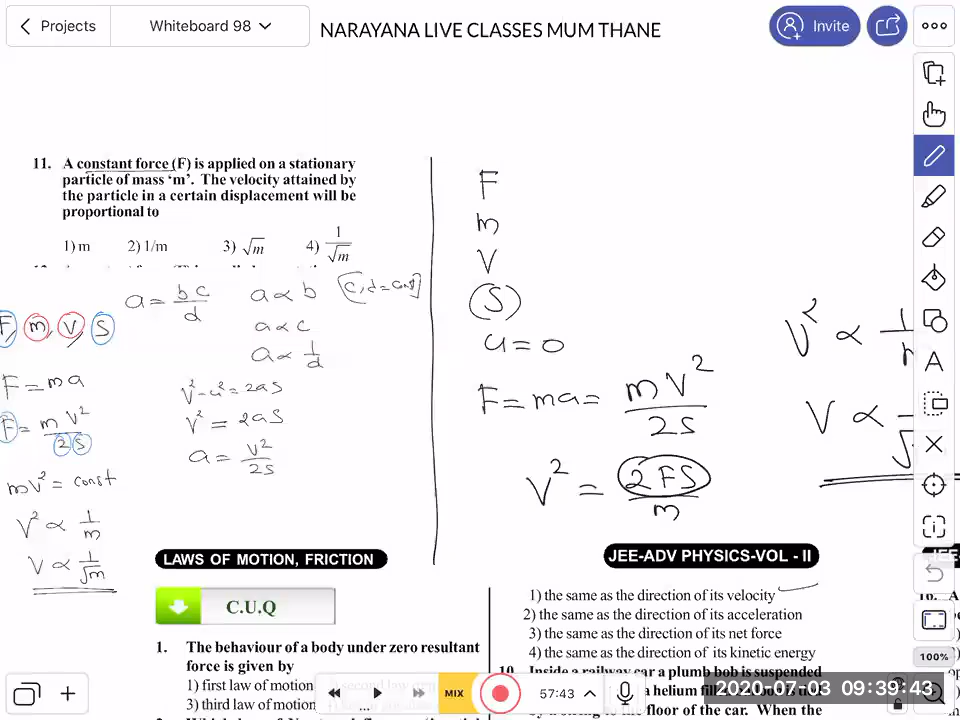 Projects
Whiteboard 98
NARAYANA LIVE CLASSES MUM THANE
Invite
11. A constant force (F) is applied on a stationary
particle of mass ‘m’. The velocity attained by
the particle in a certain displacement will be
proportional to
1) m 2) 1/m 3) √m 4) 1/√m
a = bc/d a ∝ b [c,d=const]
a ∝ c
a ∝ 1/d
F, m, V, S
F = ma
F = mV²/2S
mV² = const
V² ∝ 1/m
V ∝ 1/√m
V²-u² = 2as
V² = 2as
a = V²/2s
F
m
V
(S)
u = 0
F = ma = mV²/2S
V² = 2FS/m
V² ∝ 1/m
V ∝
LAWS OF MOTION, FRICTION
JEE-ADV PHYSICS-VOL - II
C.U.Q
1. The behaviour of a body under zero resultant
force is given by
1) first law of motion
3) third law of motion
1) the same as the direction of its velocity
2) the same as the direction of its acceleration
3) the same as the direction of its net force
4) the same as the direction of its kinetic energy
10. Inside a railway car a plumb bob is suspended
a helium
floor of the car. When the
16. A
100%
MIX
57:43
2020-07-03 09:39:43